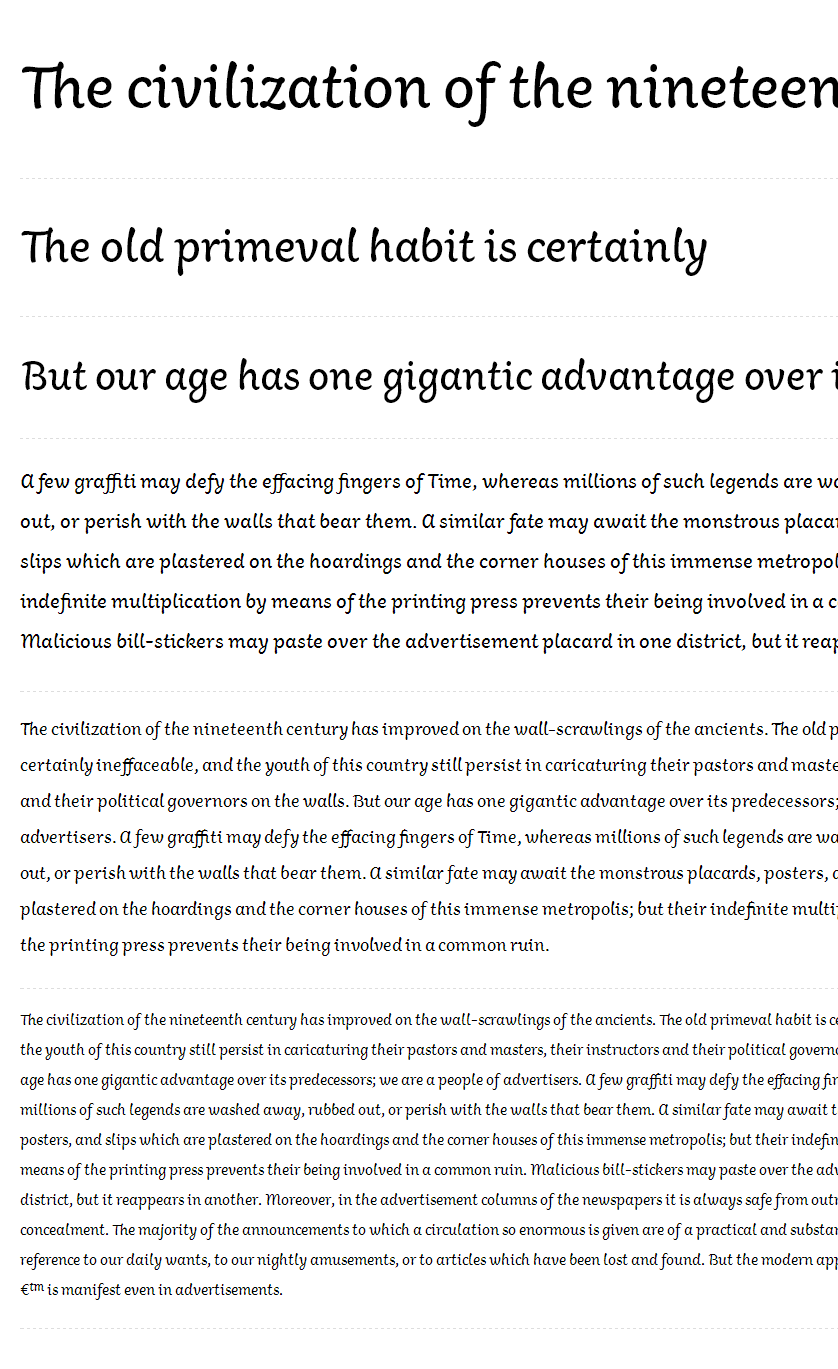 The civilization of the nineteen
The old primeval habit is certainly
But our age has one gigantic advantage over
A few graffiti may defy the effacing fingers of Time, whereas millions of such legends are
out, or perish with the walls that bear them. A similar fate may await the monstrous
slips which are plastered on the hoardings and the corner houses of this immense
indefinite multiplication by means of the printing press prevents their being involved in a
Malicious bill-stickers may paste over the advertisement placard in one district, but it
The civilization of the nineteenth century has improved on the wall-scrawlings of the ancients. The old
certainly ineffaceable, and the youth of this country still persist in caricaturing their pastors and
and their political governors on the walls. But our age has one gigantic advantage over its predecessors;
advertisers. A few graffiti may defy the effacing fingers of Time, whereas millions of such legends are
out, or perish with the walls that bear them. A similar fate may await the monstrous placards, posters,
plastered on the hoardings and the corner houses of this immense metropolis; but their indefinite
the printing press prevents their being involved in a common ruin.
The civilization of the nineteenth century has improved on the wall-scrawlings of the ancients. The old primeval habit is
the youth of this country still persist in caricaturing their pastors and masters, their instructors and their political
age has one gigantic advantage over its predecessors; we are a people of advertisers. A few graffiti may defy the effacing
millions of such legends are washed away, rubbed out, or perish with the walls that bear them. A similar fate may await
posters, and slips which are plastered on the hoardings and the corner houses of this immense metropolis; but their
means of the printing press prevents their being involved in a common ruin. Malicious bill-stickers may paste over the
district, but it reappears in another. Moreover, in the advertisement columns of the newspapers it is always safe from
concealment. The majority of the announcements to which a circulation so enormous is given are of a practical and
reference to our daily wants, to our nightly amusements, or to articles which have been lost and found. But the modern
€™ is manifest even in advertisements.